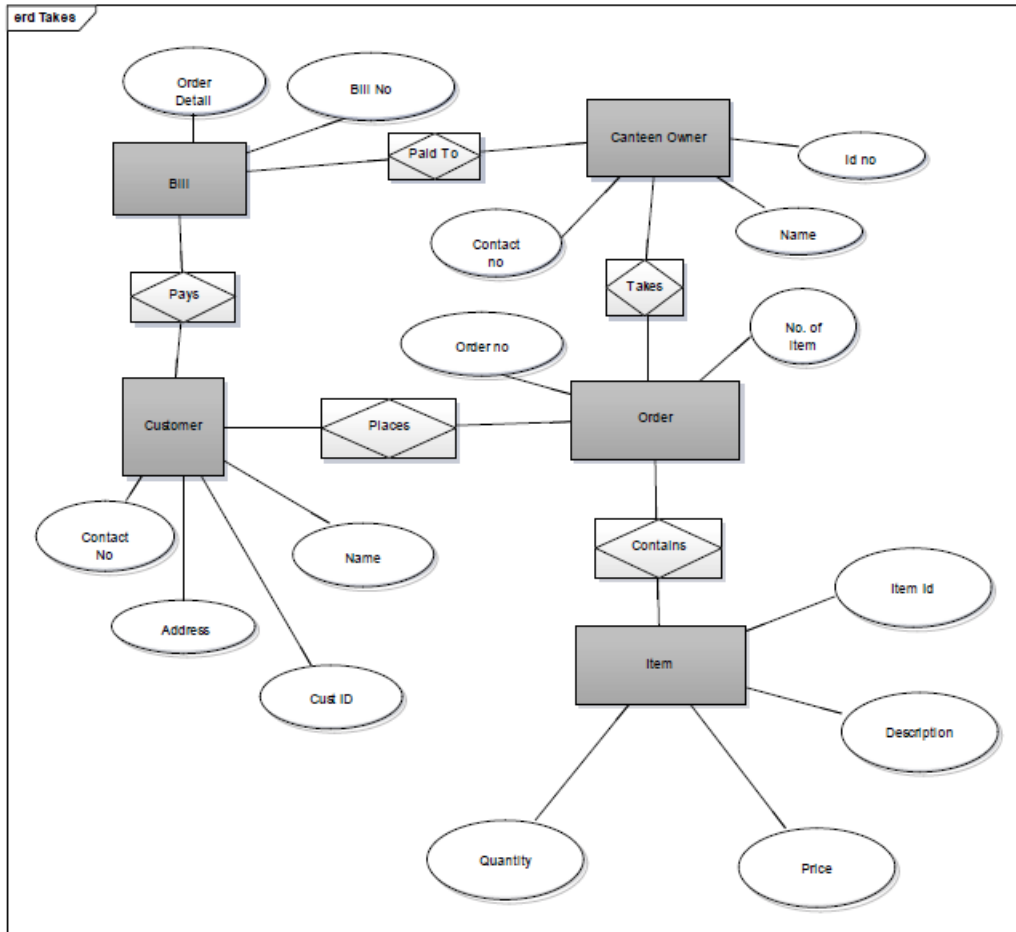 erd Takes
Order
Detail
Bill No
Bill
Paid To
Canteen Owner
Id no
Name
Contact
no
Pays
Takes
No. of
Item
Order no
Customer
Places
Order
Contact
No
Name
Address
Cust ID
Contains
Item Id
Item
Description
Quantity
Price